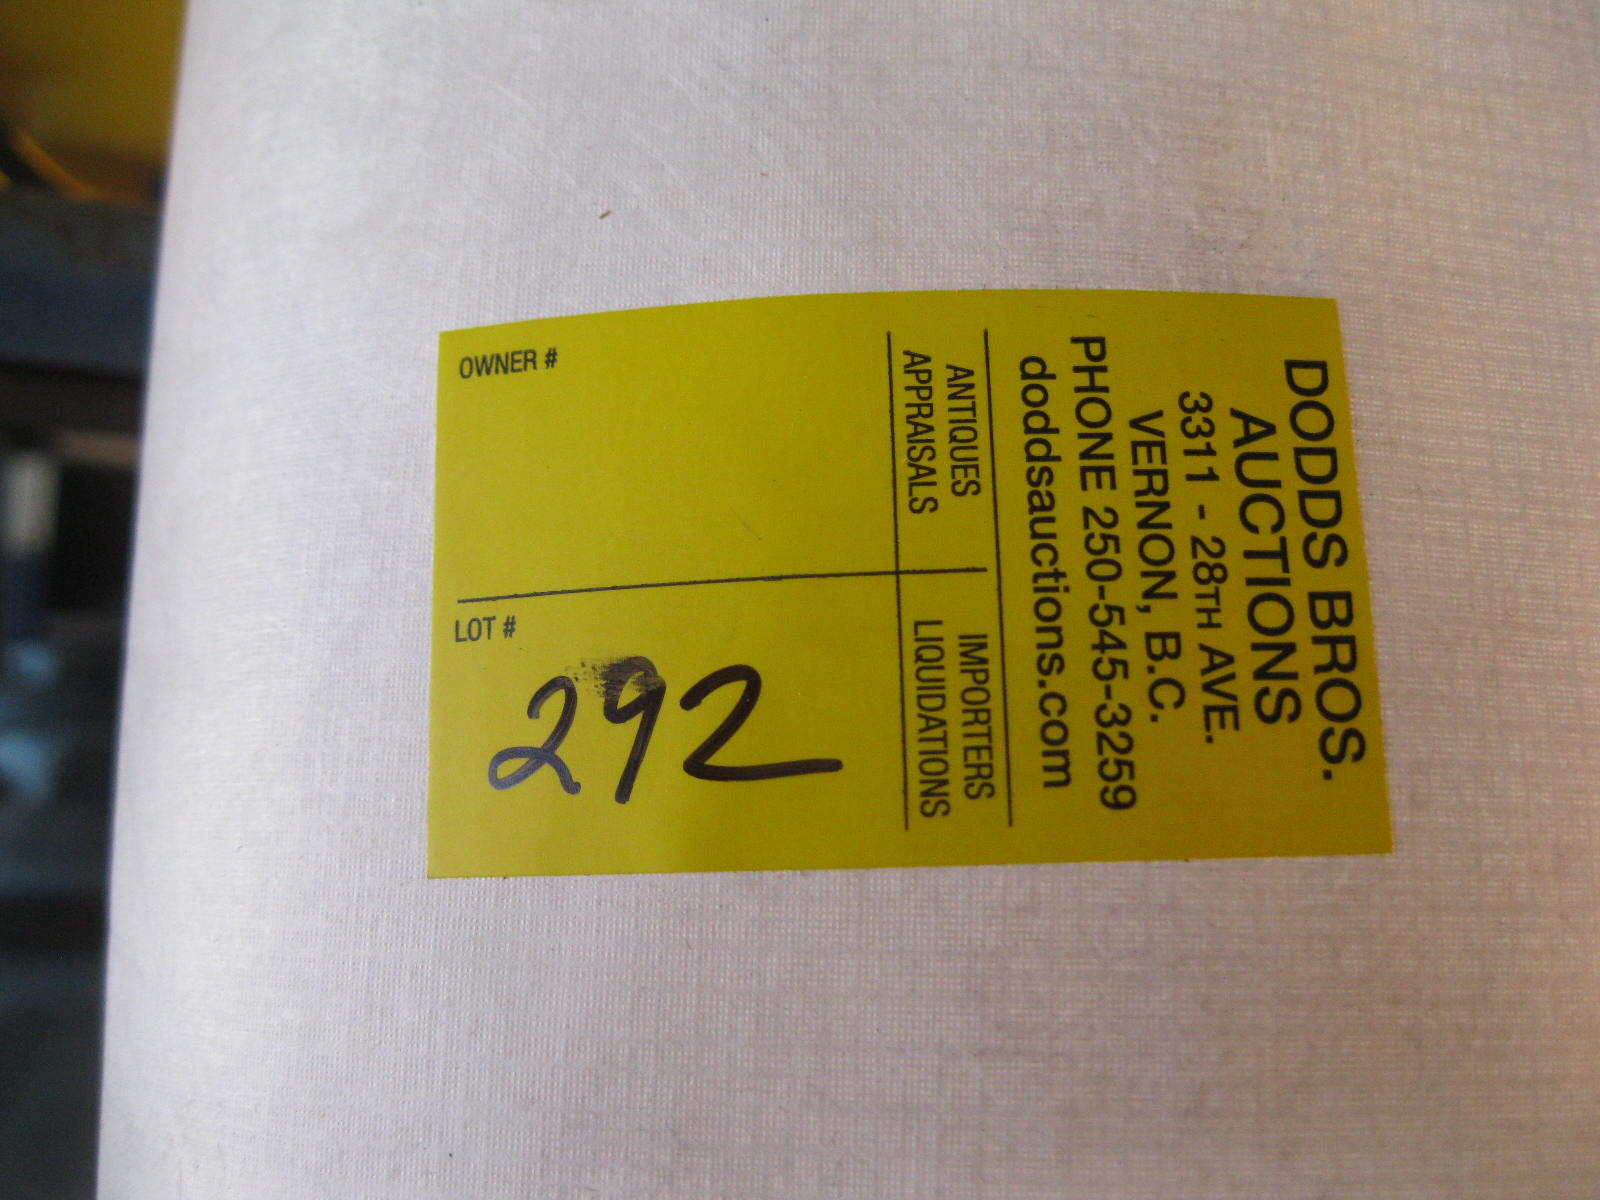 DODDS BROS.
AUCTIONS
3311 - 28TH AVE.
VERNON, B.C.
PHONE 250-545-3259
doddsauctions.com
ANTIQUES IMPORTERS
APPRAISALS LIQUIDATIONS
OWNER #
LOT #
292